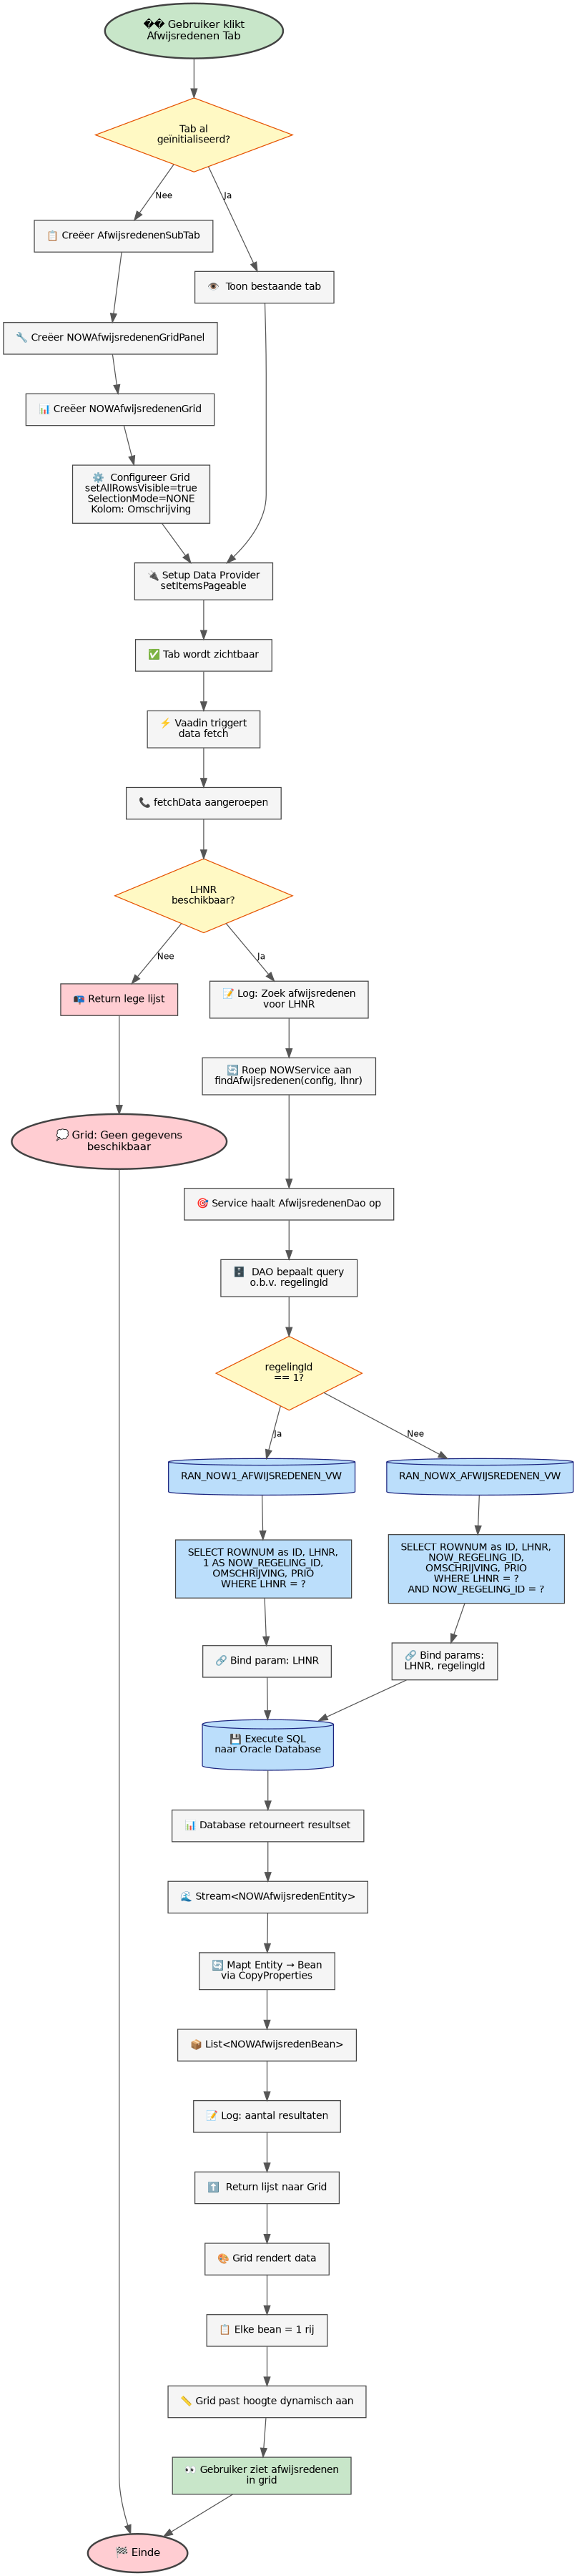 �� Gebruiker klikt
Afwijsredenen Tab
Tab al
geïnitialiseerd?
Nee
Ja
📋 Creëer AfwijsredenenSubTab
👁️ Toon bestaande tab
🔧 Creëer NOWAfwijsredenenGridPanel
📊 Creëer NOWAfwijsredenenGrid
⚙️ Configureer Grid
setAllRowsVisible=true
SelectionMode=NONE
Kolom: Omschrijving
🔌 Setup Data Provider
setItemsPageable
✅ Tab wordt zichtbaar
⚡ Vaadin triggert
data fetch
📞 fetchData aangeroepen
LHNR
beschikbaar?
Nee
Ja
📭 Return lege lijst
📝 Log: Zoek afwijsredenen
voor LHNR
🔄 Roep NOWService aan
findAfwijsredenen(config, lhnr)
💭 Grid: Geen gegevens
beschikbaar
🎯 Service haalt AfwijsredenenDao op
🗄️ DAO bepaalt query
o.b.v. regelingId
regelingId
== 1?
Ja
Nee
RAN_NOW1_AFWIJSREDENEN_VW
RAN_NOWX_AFWIJSREDENEN_VW
SELECT ROWNUM as ID, LHNR,
1 AS NOW_REGELING_ID,
OMSCHRIJVING, PRIO
WHERE LHNR = ?
SELECT ROWNUM as ID, LHNR,
NOW_REGELING_ID,
OMSCHRIJVING, PRIO
WHERE LHNR = ?
AND NOW_REGELING_ID = ?
🔗 Bind param: LHNR
🔗 Bind params:
LHNR, regelingId
💾 Execute SQL
naar Oracle Database
📊 Database retourneert resultset
🌊 Stream<NOWAfwijsredenEntity>
🔄 Mapt Entity → Bean
via CopyProperties
📦 List<NOWAfwijsredenBean>
📝 Log: aantal resultaten
⬆️ Return lijst naar Grid
🎨 Grid rendert data
📋 Elke bean = 1 rij
📏 Grid past hoogte dynamisch aan
👀 Gebruiker ziet afwijsredenen
in grid
🏁 Einde